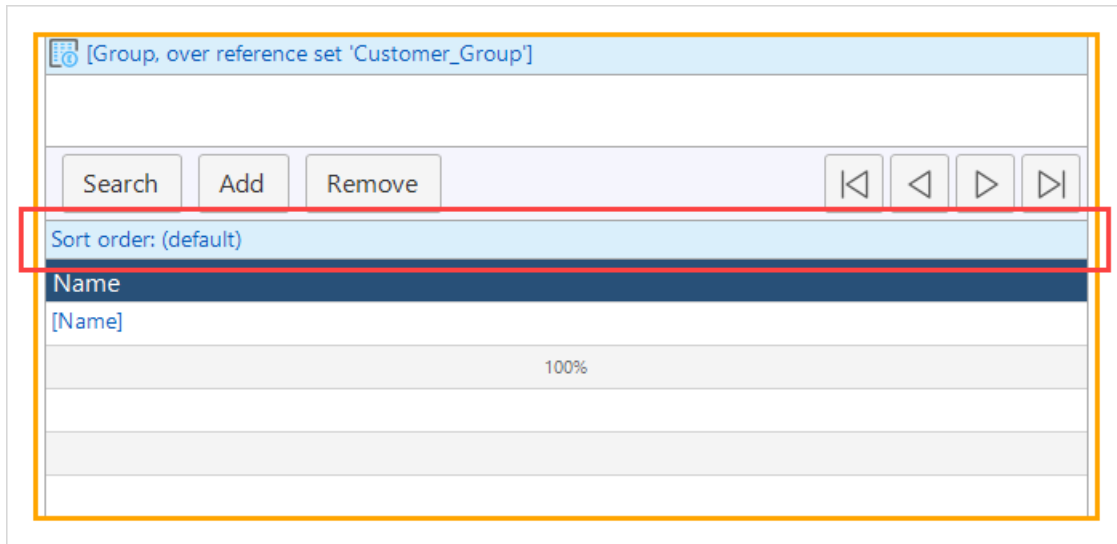 [Group, over reference set 'Customer_Group']
Search Add Remove
Sort order: (default)
Name
[Name]
100%